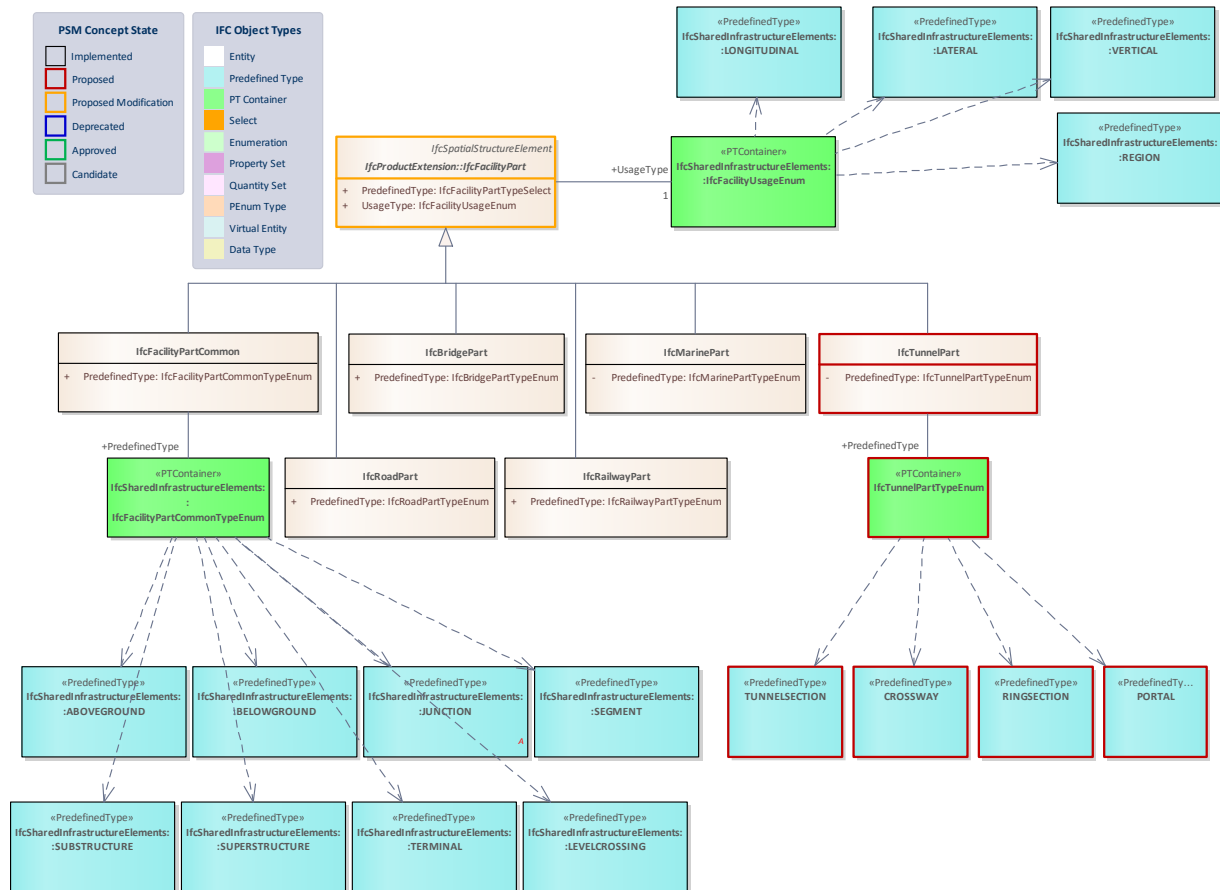 PSM Concept State
Implemented
Proposed
Proposed Modification
Deprecated
Approved
Candidate
IFC Object Types
Entity
Predefined Type
PT Container
Select
Enumeration
Property Set
Quantity Set
PEnum Type
Virtual Entity
Data Type
«PredefinedType»
IfcSharedInfrastructureElements:
:LONGITUDINAL
«PredefinedType»
IfcSharedInfrastructureElements:
:LATERAL
«PredefinedType»
IfcSharedInfrastructureElements:
:VERTICAL
«PredefinedType»
IfcSharedInfrastructureElements:
:REGION
IfcSpatialStructureElement
IfcProductExtension::IfcFacilityPart
+ PredefinedType: IfcFacilityPartTypeSelect
+ UsageType: IfcFacilityUsageEnum
+UsageType
1
«PTContainer»
IfcSharedInfrastructureElements:
:IfcFacilityUsageEnum
IfcFacilityPartCommon
+ PredefinedType: IfcFacilityPartCommonTypeEnum
IfcBridgePart
+ PredefinedType: IfcBridgePartTypeEnum
IfcMarinePart
- PredefinedType: IfcMarinePartTypeEnum
IfcTunnelPart
- PredefinedType: IfcTunnelPartTypeEnum
+PredefinedType
+PredefinedType
«PTContainer»
IfcSharedInfrastructureElements:
:
IfcFacilityPartCommonTypeEnum
IfcRoadPart
+ PredefinedType: IfcRoadPartTypeEnum
IfcRailwayPart
+ PredefinedType: IfcRailwayPartTypeEnum
«PTContainer»
IfcTunnelPartTypeEnum
«PredefinedType»
IfcSharedInfrastructureElements:
:ABOVEGROUND
«PredefinedType»
IfcSharedInfrastructureElements:
:BELOWGROUND
«PredefinedType»
IfcSharedInfrastructureElements:
:JUNCTION
A
«PredefinedType»
IfcSharedInfrastructureElements:
:SEGMENT
«PredefinedType»
TUNNELSECTION
«PredefinedType»
CROSSWAY
«PredefinedType»
RINGSECTION
«PredefinedTy...
PORTAL
«PredefinedType»
IfcSharedInfrastructureElements:
:SUBSTRUCTURE
«PredefinedType»
IfcSharedInfrastructureElements:
:SUPERSTRUCTURE
«PredefinedType»
IfcSharedInfrastructureElements:
:TERMINAL
«PredefinedType»
IfcSharedInfrastructureElements:
:LEVELCROSSING